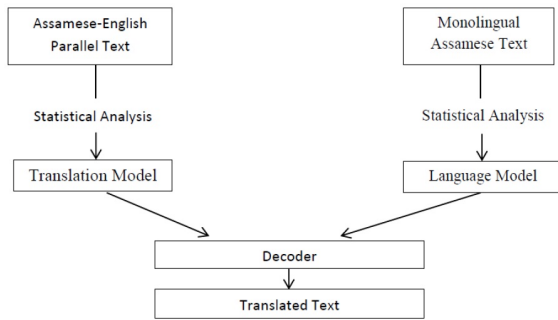 Assamese-English
Parallel Text
Monolingual
Assamese Text
Statistical Analysis
Statistical Analysis
Translation Model
Language Model
Decoder
Translated Text